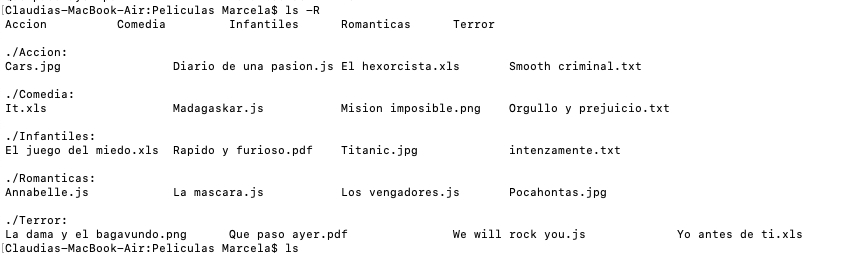 [Claudias-MacBook-Air:Peliculas Marcela$ ls -R
Accion Comedia Infantiles Romanticas Terror
./Accion:
Cars.jpg Diario de una pasion.js El hexorcista.xls Smooth criminal.txt
./Comedia:
It.xls Madagaskar.js Mision imposible.png Orgullo y prejuicio.txt
./Infantiles:
El juego del miedo.xls Rapido y furioso.pdf Titanic.jpg intenzamente.txt
./Romanticas:
Annabelle.js La mascara.js Los vengadores.js Pocahontas.jpg
./Terror:
La dama y el bagavundo.png Que paso ayer.pdf We will rock you.js Yo antes de ti.xls
[Claudias-MacBook-Air:Peliculas Marcela$ ls